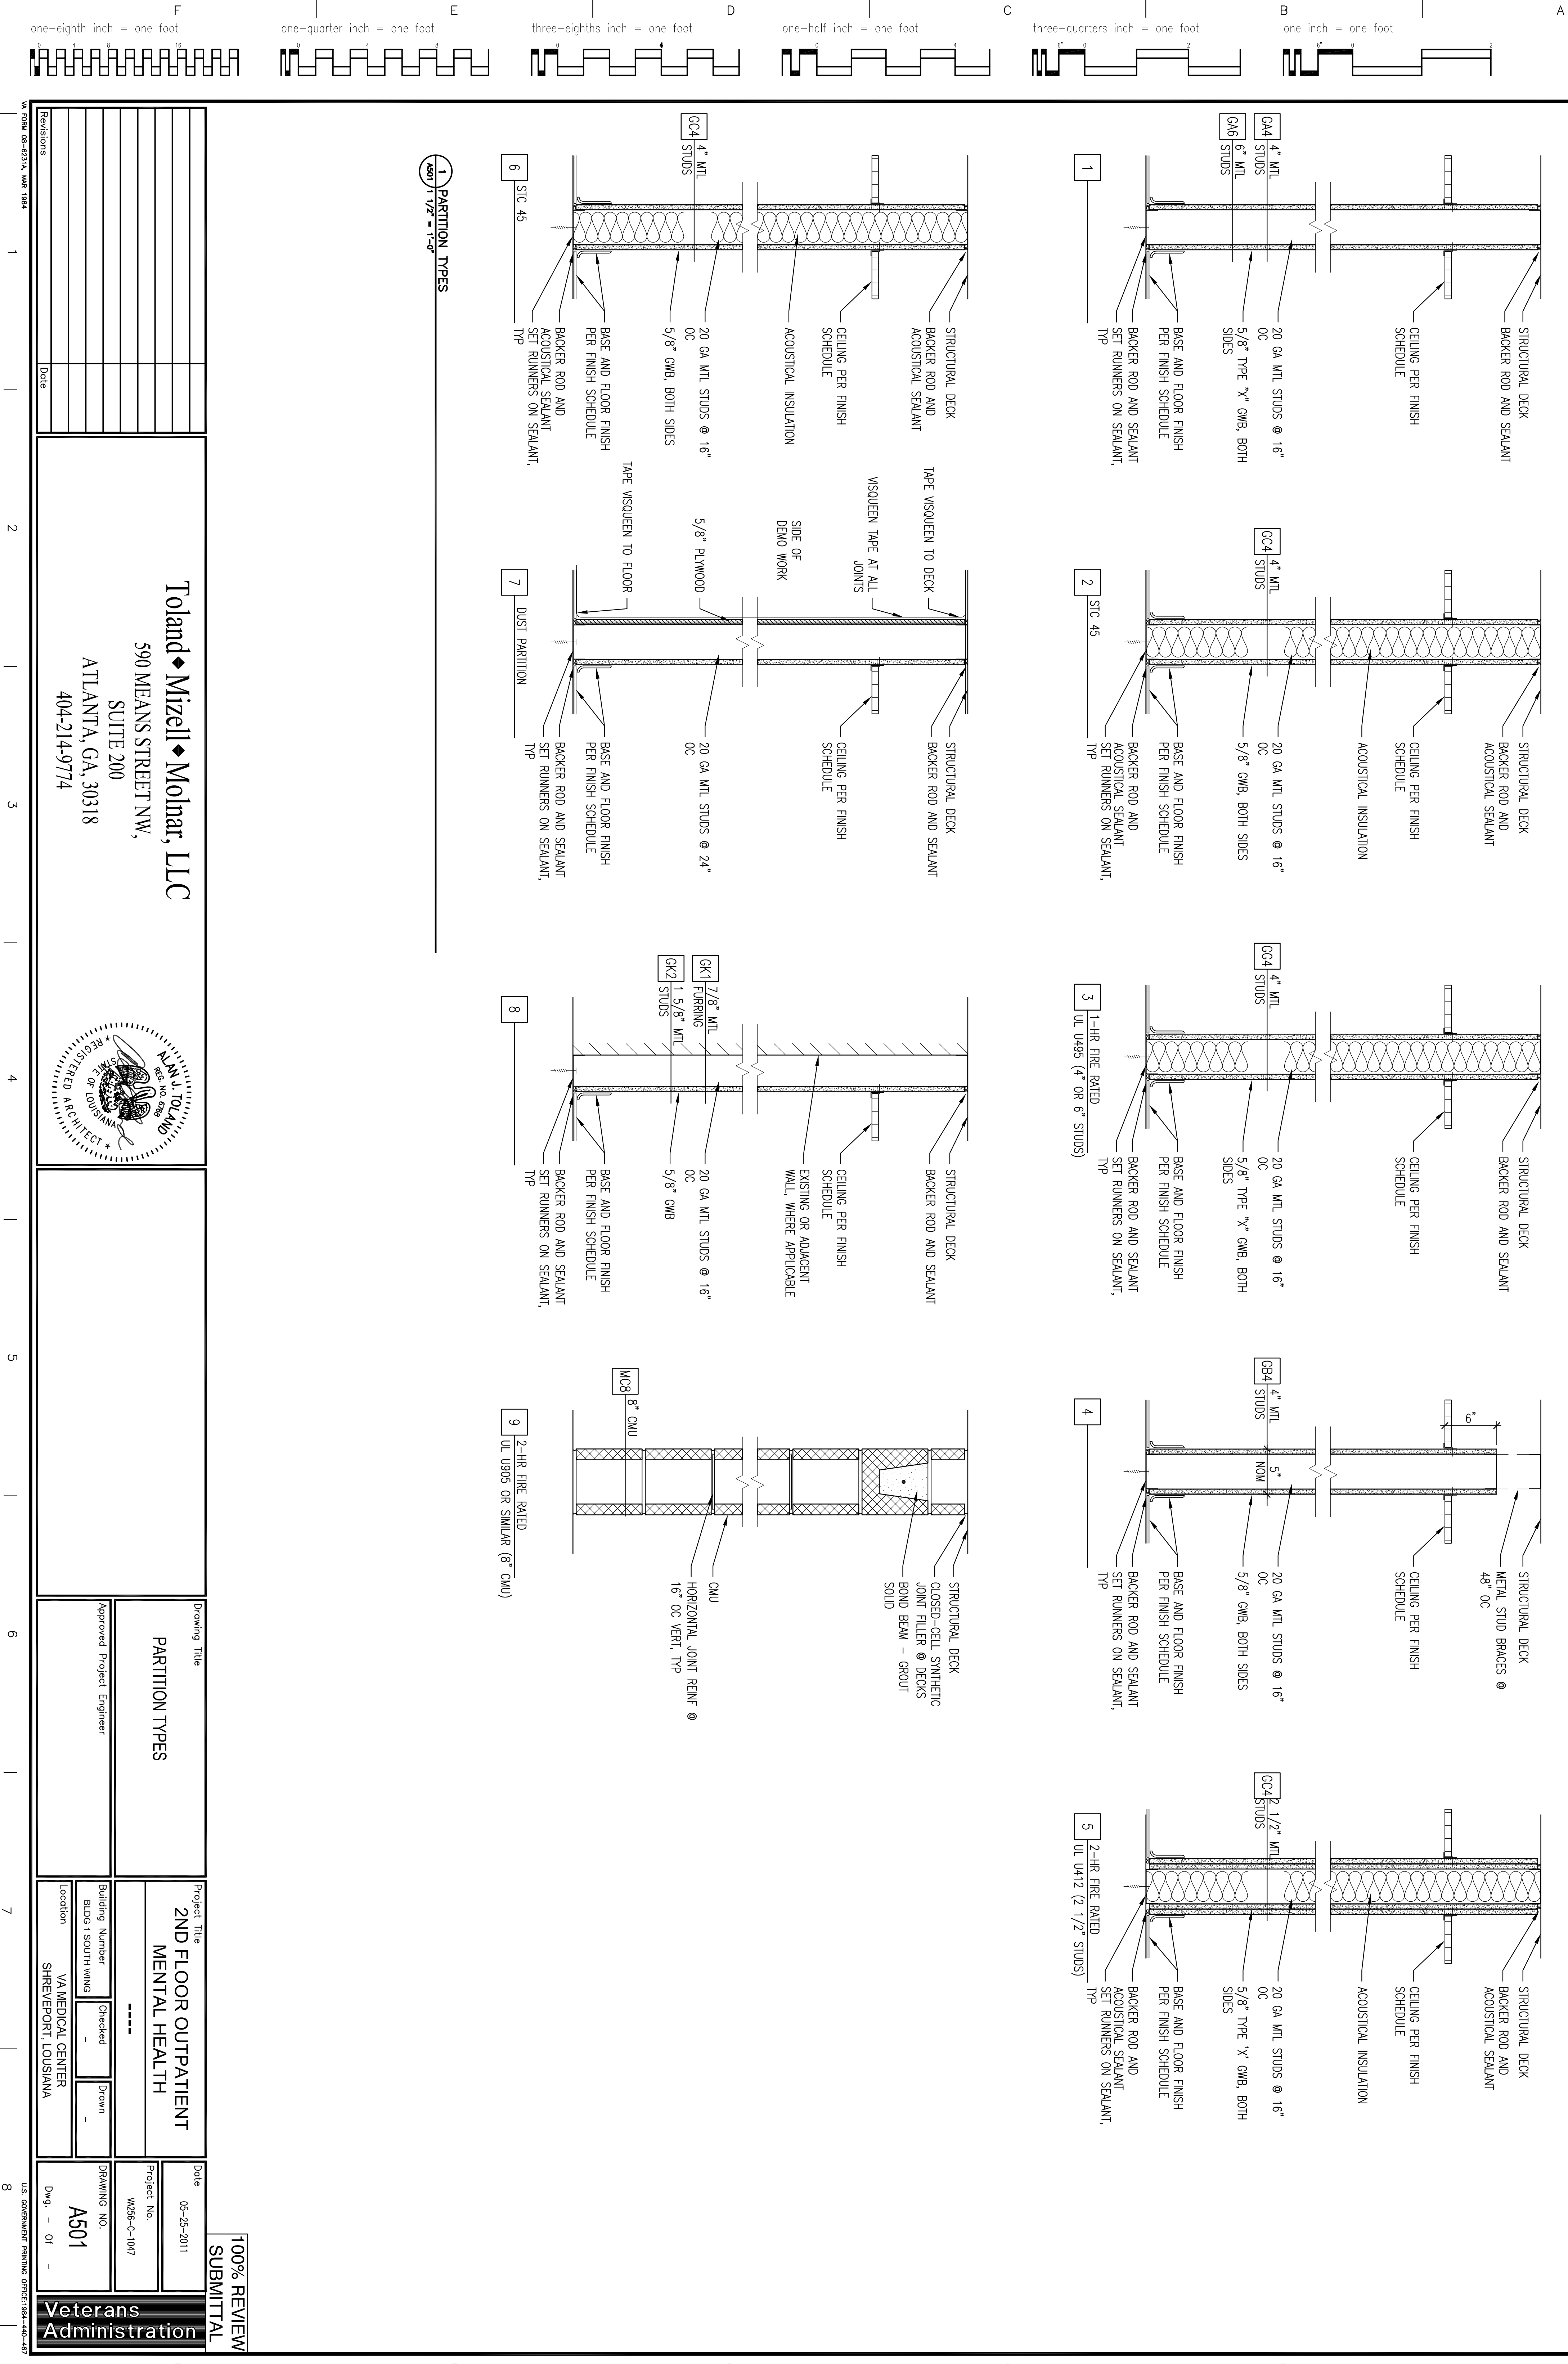 F
E
D
C
B
A
one-eighth inch = one foot
0 4 8 16
one-quarter inch = one foot
0 4 8
three-eighths inch = one foot
0 4
one-half inch = one foot
0 4
three-quarters inch = one foot
6" 0 2
one inch = one foot
6" 0 2
STRUCTURAL DECK
BACKER ROD AND SEALANT
CEILING PER FINISH
SCHEDULE
GA4
4" MTL
STUDS
GA6
6" MTL
STUDS
20 GA MTL STUDS @ 16"
OC
5/8" TYPE "X" GWB, BOTH
SIDES
BASE AND FLOOR FINISH
PER FINISH SCHEDULE
BACKER ROD AND SEALANT
SET RUNNERS ON SEALANT,
TYP
1
STRUCTURAL DECK
BACKER ROD AND
ACOUSTICAL SEALANT
CEILING PER FINISH
SCHEDULE
ACOUSTICAL INSULATION
GC4
4" MTL
STUDS
20 GA MTL STUDS @ 16"
OC
5/8" GWB, BOTH SIDES
BASE AND FLOOR FINISH
PER FINISH SCHEDULE
BACKER ROD AND
ACOUSTICAL SEALANT
SET RUNNERS ON SEALANT,
TYP
2
STC 45
STRUCTURAL DECK
BACKER ROD AND SEALANT
CEILING PER FINISH
SCHEDULE
GG4
4" MTL
STUDS
20 GA MTL STUDS @ 16"
OC
5/8" TYPE "X" GWB, BOTH
SIDES
BASE AND FLOOR FINISH
PER FINISH SCHEDULE
BACKER ROD AND SEALANT
SET RUNNERS ON SEALANT,
TYP
3
1-HR FIRE RATED
UL U495 (4" OR 6" STUDS)
STRUCTURAL DECK
METAL STUD BRACES @
48" OC
6"
CEILING PER FINISH
SCHEDULE
GB4
4" MTL
STUDS
5"
NOM
20 GA MTL STUDS @ 16"
OC
5/8" GWB, BOTH SIDES
BASE AND FLOOR FINISH
PER FINISH SCHEDULE
BACKER ROD AND SEALANT
SET RUNNERS ON SEALANT,
TYP
4
STRUCTURAL DECK
BACKER ROD AND
ACOUSTICAL SEALANT
CEILING PER FINISH
SCHEDULE
ACOUSTICAL INSULATION
GC4
2 1/2" MTL
STUDS
20 GA MTL STUDS @ 16"
OC
5/8" TYPE 'X' GWB, BOTH
SIDES
BASE AND FLOOR FINISH
PER FINISH SCHEDULE
BACKER ROD AND
ACOUSTICAL SEALANT
SET RUNNERS ON SEALANT,
TYP
5
2-HR FIRE RATED
UL U412 (2 1/2" STUDS)
STRUCTURAL DECK
BACKER ROD AND
ACOUSTICAL SEALANT
CEILING PER FINISH
SCHEDULE
ACOUSTICAL INSULATION
GC4
4" MTL
STUDS
20 GA MTL STUDS @ 16"
OC
5/8" GWB, BOTH SIDES
BASE AND FLOOR FINISH
PER FINISH SCHEDULE
BACKER ROD AND
ACOUSTICAL SEALANT
SET RUNNERS ON SEALANT,
TYP
6
STC 45
TAPE VISQUEEN TO DECK
VISQUEEN TAPE AT ALL
JOINTS
SIDE OF
DEMO WORK
5/8" PLYWOOD
TAPE VISQUEEN TO FLOOR
STRUCTURAL DECK
BACKER ROD AND SEALANT
CEILING PER FINISH
SCHEDULE
20 GA MTL STUDS @ 24"
OC
BASE AND FLOOR FINISH
PER FINISH SCHEDULE
BACKER ROD AND SEALANT
SET RUNNERS ON SEALANT,
TYP
7
DUST PARTITION
STRUCTURAL DECK
BACKER ROD AND SEALANT
CEILING PER FINISH
SCHEDULE
EXISTING OR ADJACENT
WALL, WHERE APPLICABLE
GK1
7/8" MTL
FURRING
GK2
1 5/8" MTL
STUDS
20 GA MTL STUDS @ 16"
OC
5/8" GWB
BASE AND FLOOR FINISH
PER FINISH SCHEDULE
BACKER ROD AND SEALANT
SET RUNNERS ON SEALANT,
TYP
8
STRUCTURAL DECK
CLOSED-CELL SYNTHETIC
JOINT FILLER @ DECKS
BOND BEAM - GROUT
SOLID
CMU
HORIZONTAL JOINT REINF @
16" OC VERT, TYP
MC8
8" CMU
9
2-HR FIRE RATED
UL U905 OR SIMILAR (8" CMU)
1
A501
PARTITION TYPES
1 1/2" = 1'-0"
100% REVIEW
SUBMITTAL
Revisions
Date
Toland◆Mizell◆Molnar, LLC
590 MEANS STREET NW,
SUITE 200
ATLANTA, GA, 30318
404-214-9774
ALAN J. TOLAND
REG. NO. 6768
STATE OF LOUISIANA
* REGISTERED ARCHITECT *
Drawing Title
PARTITION TYPES
Approved Project Engineer
Project Title
2ND FLOOR OUTPATIENT
MENTAL HEALTH
----
Building Number
BLDG 1 SOUTH WING
Checked
-
Drawn
-
Location
VA MEDICAL CENTER
SHREVEPORT, LOUSIANA
Date
05-25-2011
Project No.
VA256-C-1047
DRAWING NO.
A501
Dwg. - Of -
Veterans
Administration
VA FORM 08-6231A, MAR 1984
U.S. GOVERNMENT PRINTING OFFICE:1984-440-467
1
2
3
4
5
6
7
8